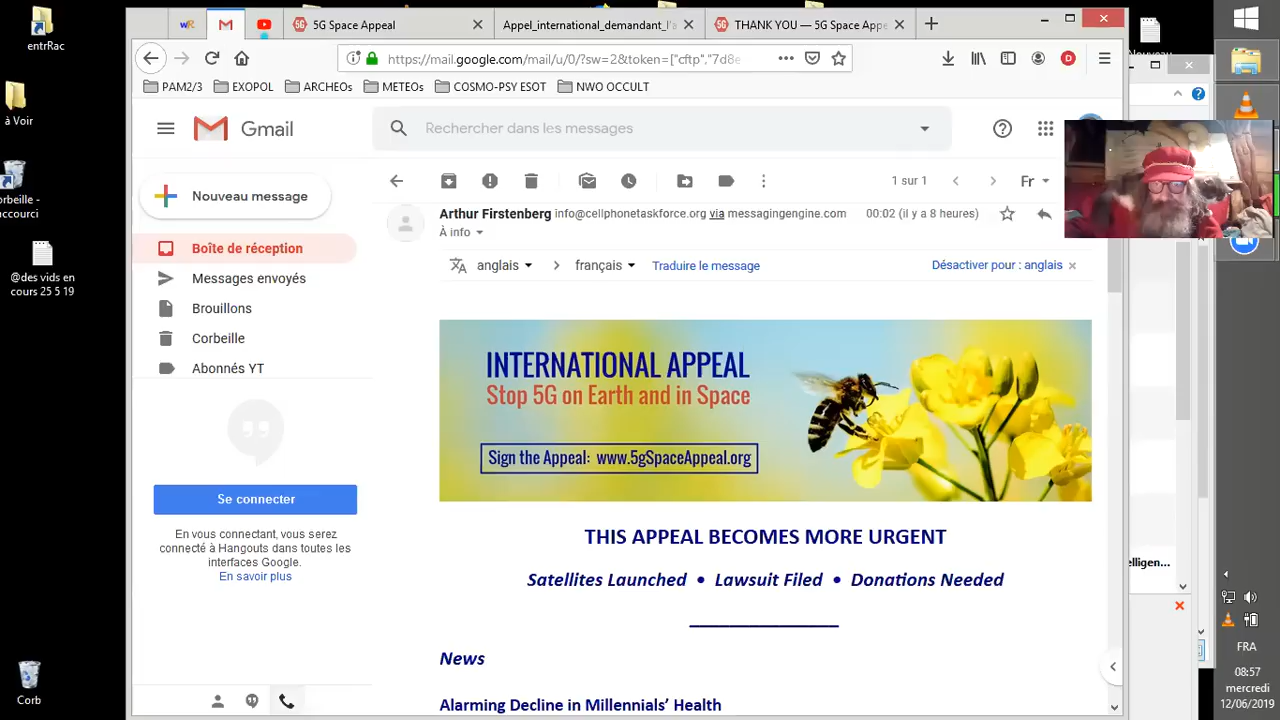 entrRac
à Voir
orbeille -
ccourci
@des vids en
cours 25 5 19
Corb
5G Space Appeal
Appel_international_demandant_l'a
THANK YOU — 5G Space Appe
https://mail.google.com/mail/u/0/?sw=2&token=["cftp","7d8e
PAM2/3
EXOPOL
ARCHEOs
METEOs
COSMO-PSY ESOT
NWO OCCULT
Gmail
Rechercher dans les messages
Nouveau message
1 sur 1
Fr
Boîte de réception
Messages envoyés
Brouillons
Corbeille
Abonnés YT
Se connecter
En vous connectant, vous serez
connecté à Hangouts dans toutes les
interfaces Google.
En savoir plus
Arthur Firstenberg info@cellphonetaskforce.org via messagingengine.com
00:02 (il y a 8 heures)
À info
anglais
français
Traduire le message
Désactiver pour : anglais
INTERNATIONAL APPEAL
Stop 5G on Earth and in Space
Sign the Appeal: www.5gSpaceAppeal.org
THIS APPEAL BECOMES MORE URGENT
Satellites Launched • Lawsuit Filed • Donations Needed
News
Alarming Decline in Millennials' Health
elligen...
FRA
08:57
mercredi
12/06/2019